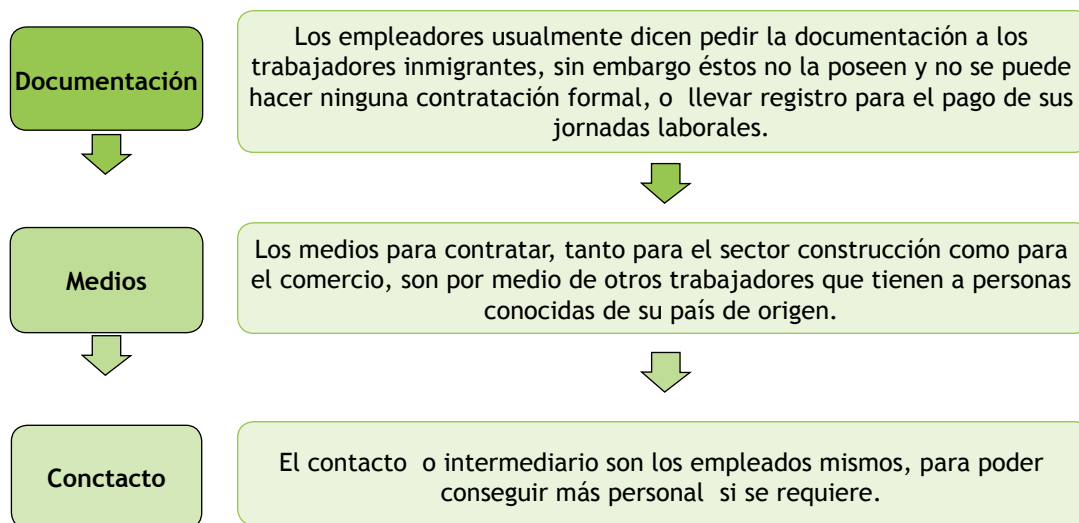 Documentación
Los empleadores usualmente dicen pedir la documentación a los
trabajadores inmigrantes, sin embargo éstos no la poseen y no se puede
hacer ninguna contratación formal, o llevar registro para el pago de sus
jornadas laborales.
Medios
Los medios para contratar, tanto para el sector construcción como para
el comercio, son por medio de otros trabajadores que tienen a personas
conocidas de su país de origen.
Conctacto
El contacto o intermediario son los empleados mismos, para poder
conseguir más personal si se requiere.